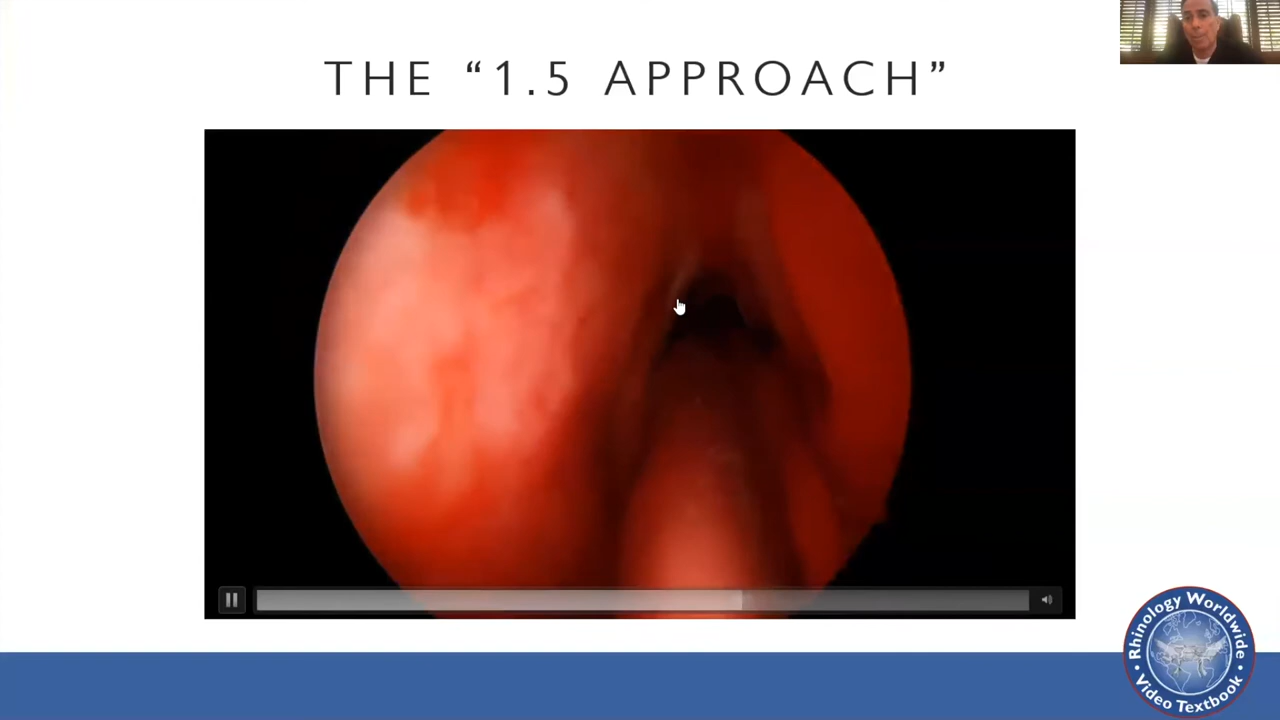 THE “1.5 APPROACH”
Rhinology Worldwide
• Video Textbook •